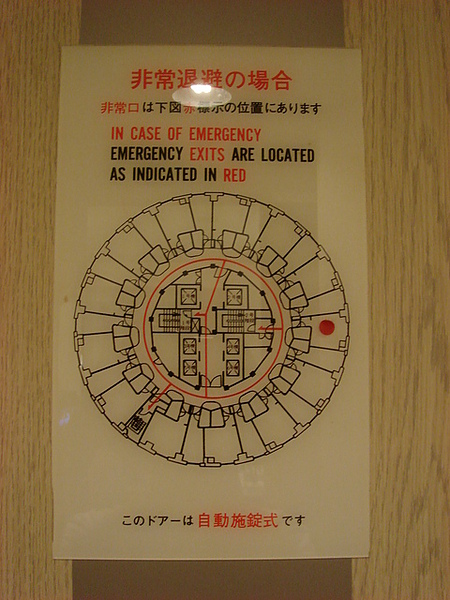 非常退避の場合
非常口は下図赤標示の位置にあります
IN CASE OF EMERGENCY
EMERGENCY EXITS ARE LOCATED
AS INDICATED IN RED
このドアーは自動施錠式です